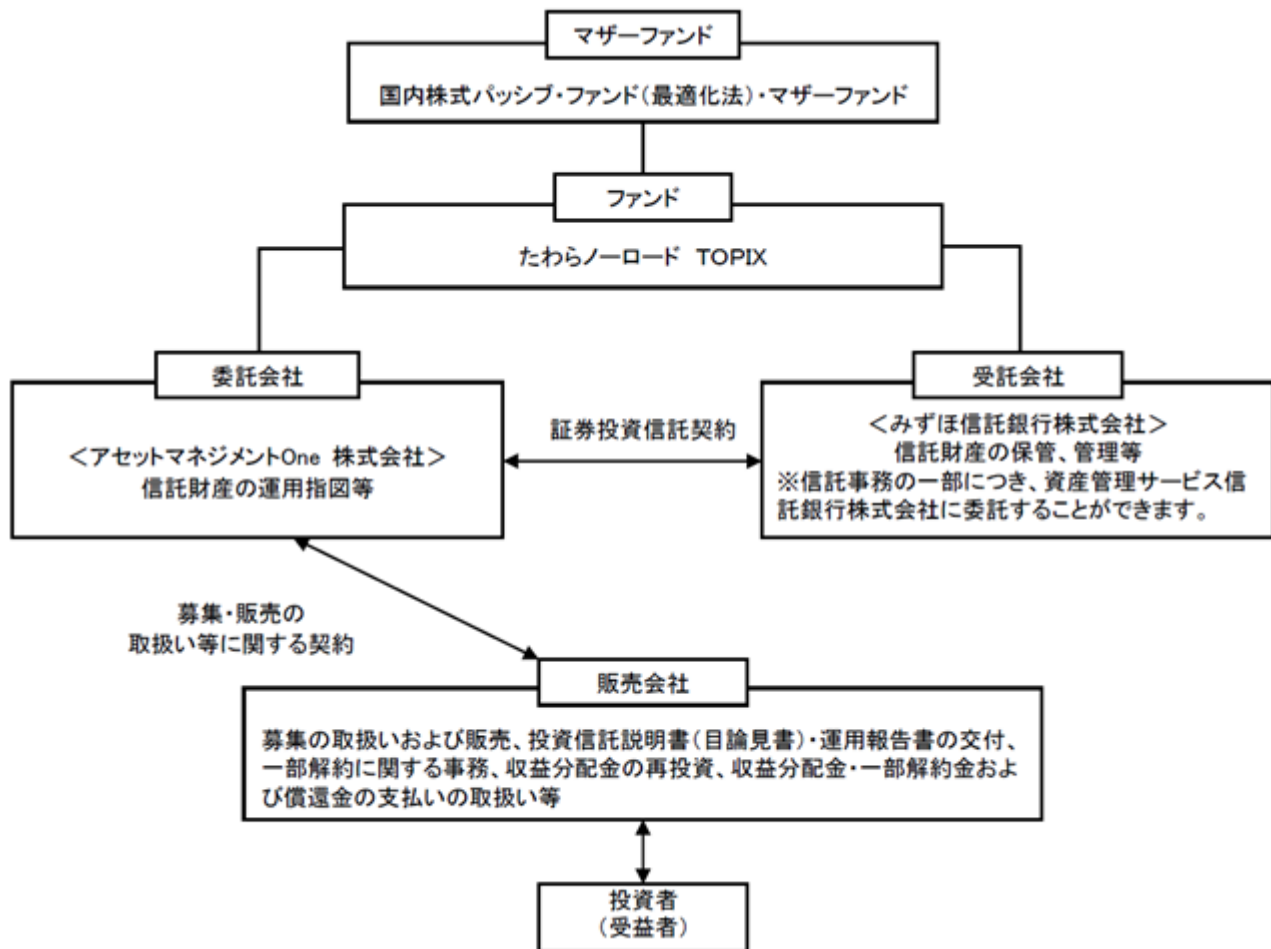 マザーファンド
国内株式パッシブ・ファンド(最適化法)・マザーファンド
ファンド
たわらノーロード TOPIX
委託会社
＜アセットマネジメントOne 株式会社＞
信託財産の運用指図等
証券投資信託契約
受託会社
＜みずほ信託銀行株式会社＞
信託財産の保管、管理等
※信託事務の一部につき、資産管理サービス信
託銀行株式会社に委託することができます。
募集・販売の
取扱い等に関する契約
販売会社
募集の取扱いおよび販売、投資信託説明書(目論見書)・運用報告書の交付、
一部解約に関する事務、収益分配金の再投資、収益分配金・一部解約金およ
び償還金の支払いの取扱い等
投資者
(受益者)